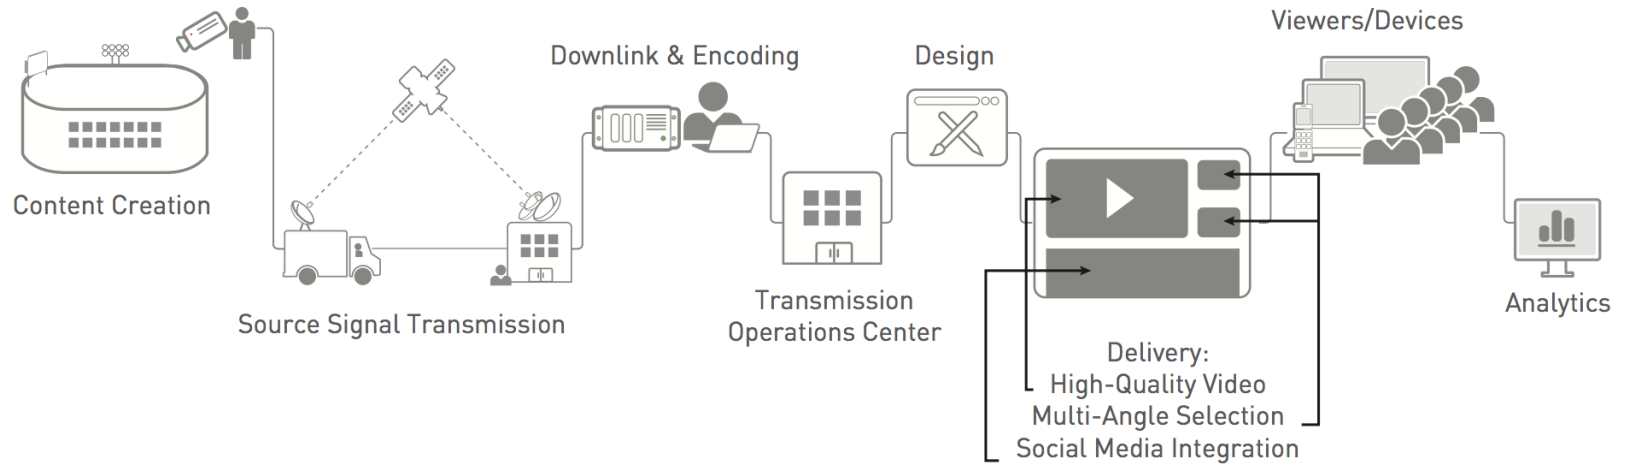 Content Creation
Source Signal Transmission
Downlink & Encoding
Transmission
Operations Center
Design
Delivery:
High-Quality Video
Multi-Angle Selection
Social Media Integration
Viewers/Devices
Analytics